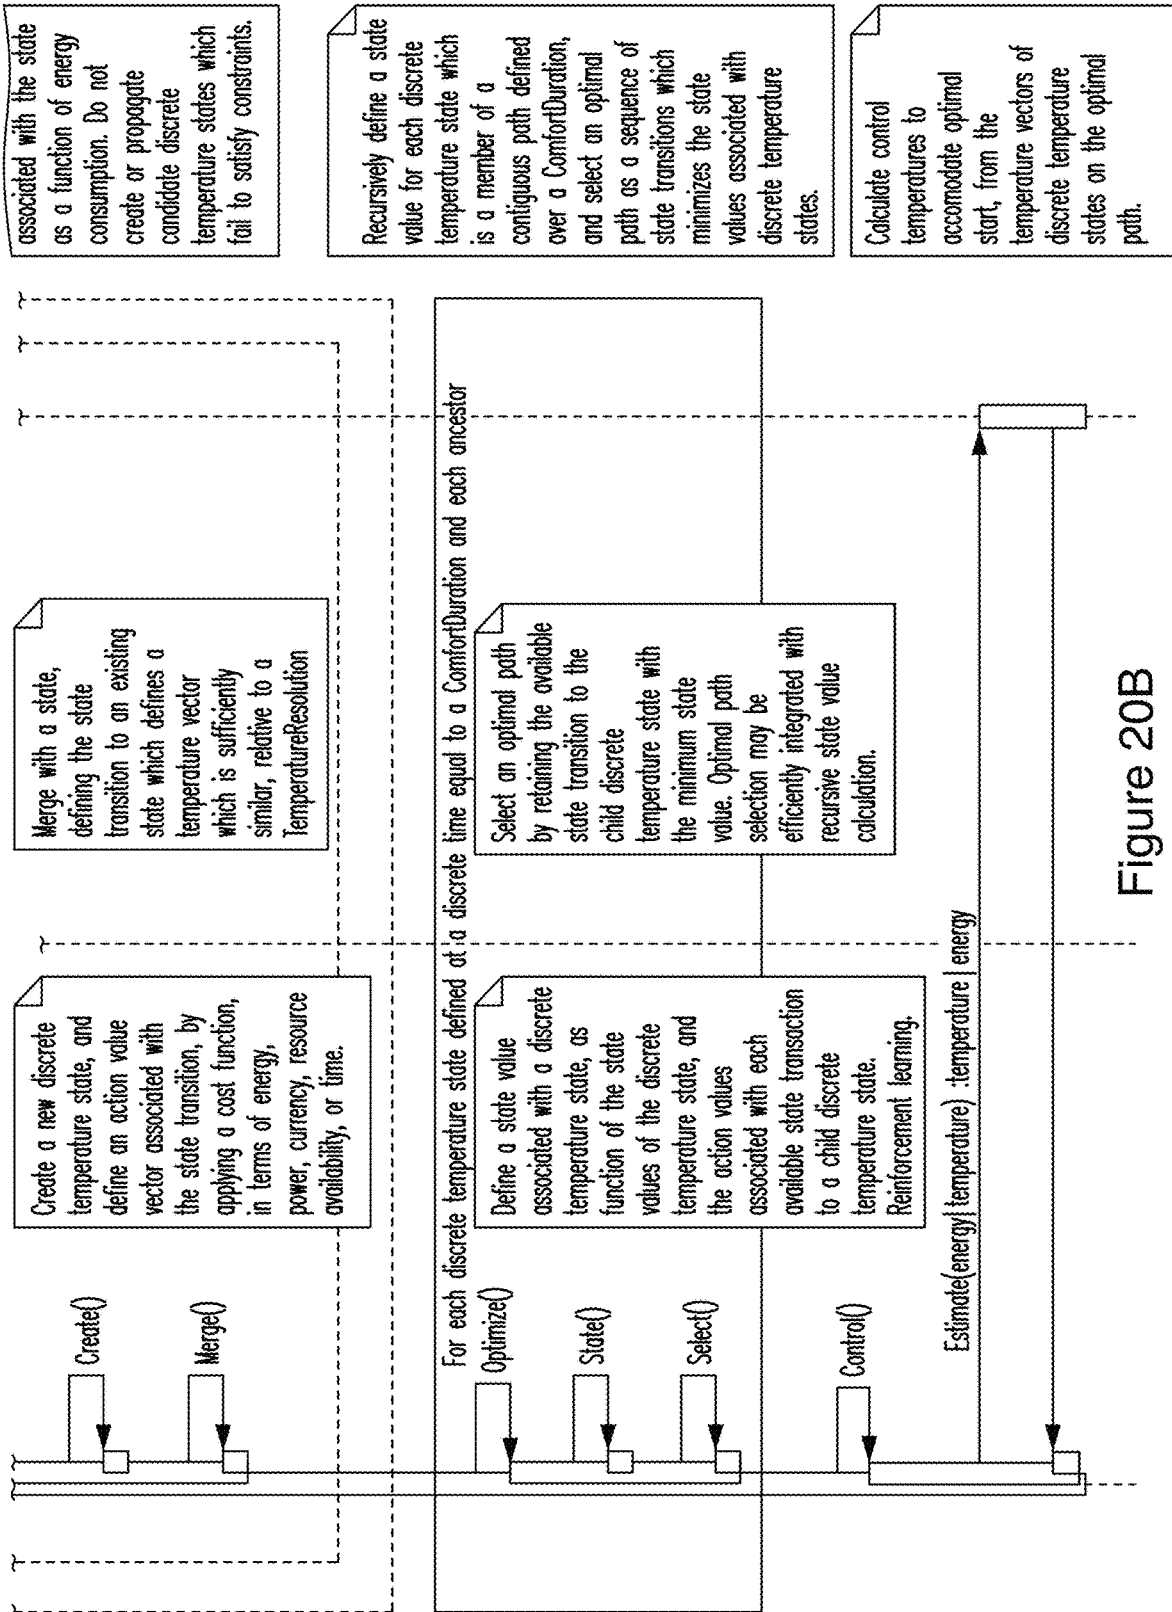 Create()
Merge()
Create a new discrete
temperature state, and
define an action value
vector associated with
the state transition, by
applying a cost function,
in terms of energy,
power, currency, resource
availability, or time.
Merge with a state,
defining the state
transition to an existing
state which defines a
temperature vector
which is sufficiently
similar, relative to a
TemperatureResolution
associated with the state
as a function of energy
consumption. Do not
create or propagate
candidate discrete
temperature states which
fail to satisfy constraints.
For each discrete temperature state defined at a discrete time equal to a ComfortDuration and each ancestor
Optimize()
State()
Select()
Define a state value
associated with a discrete
temperature state, as
function of the state
values of the discrete
temperature state, and
the action values
associated with each
available state transaction
to a child discrete
temperature state.
Reinforcement learning.
Select an optimal path
by retaining the available
state transition to the
child discrete
temperature state with
the minimum state
value. Optimal path
selection may be
efficiently integrated with
recursive state value
calculation.
Recursively define a state
value for each discrete
temperature state which
is a member of a
contiguous path defined
over a ComfortDuration,
and select an optimal
path as a sequence of
state transitions which
minimizes the state
values associated with
discrete temperature
states.
Control()
Estimate(energy|temperature) :temperature|energy
Calculate control
temperatures to
accomodate optimal
start, from the
temperature vectors of
discrete temperature
states on the optimal
path.
Figure 20B